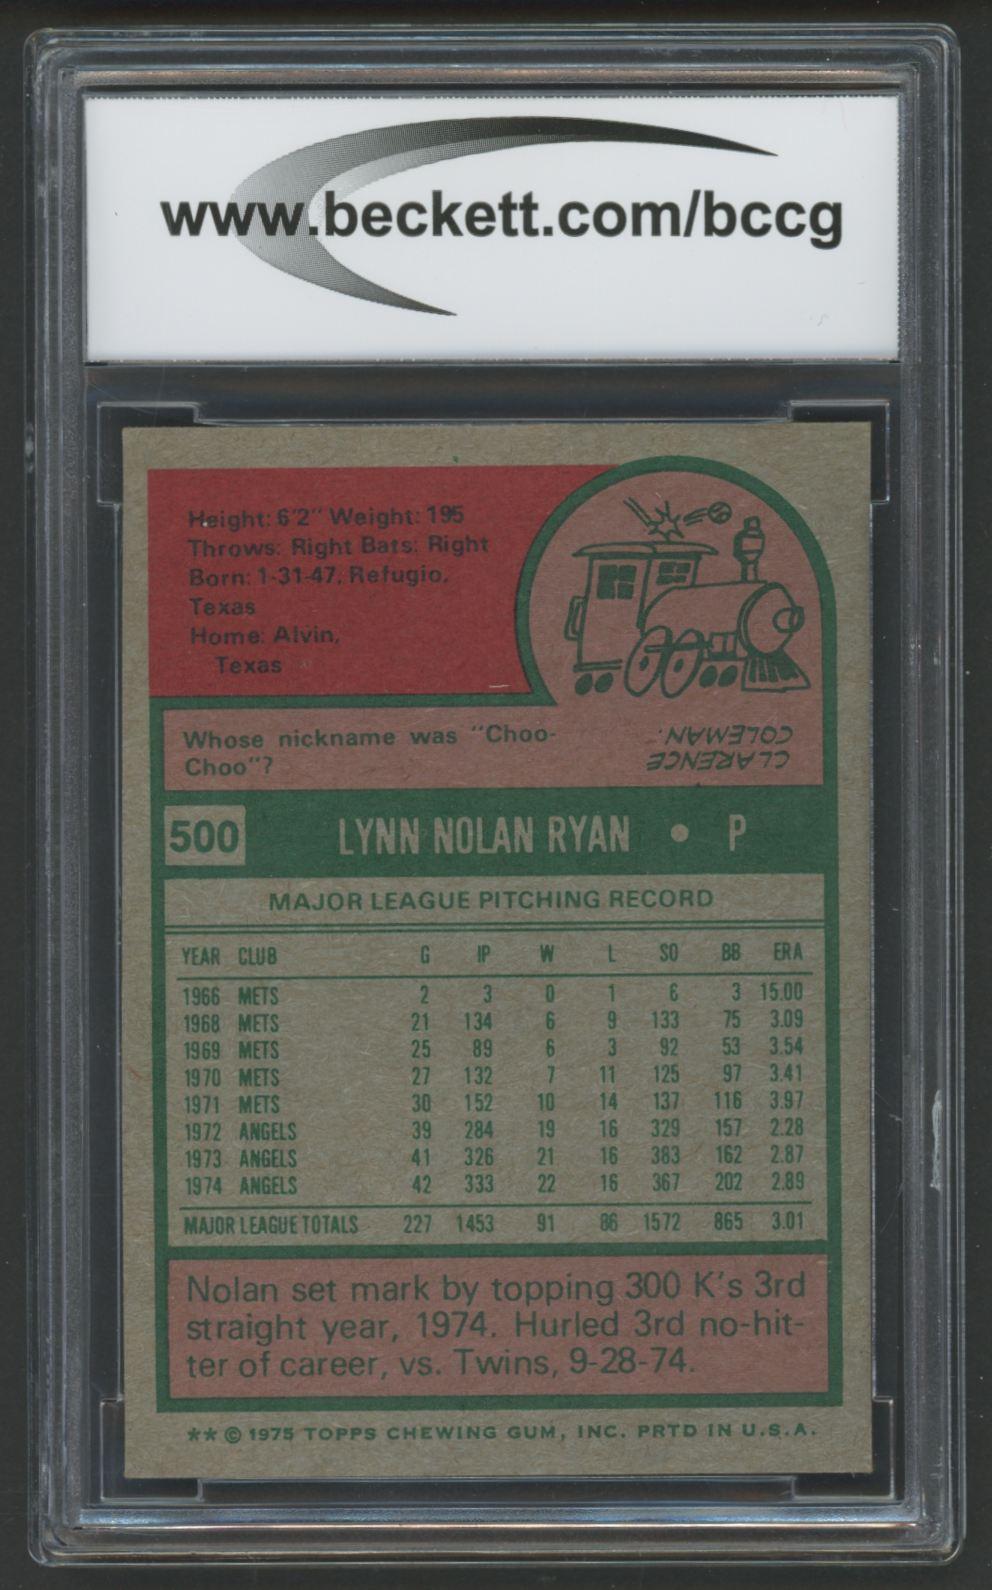 www.beckett.com/bccg
Height: 6'2" Weight: 195
Throws: Right Bats: Right
Born: 1-31-47, Refugio,
Texas
Home: Alvin,
Texas
Whose nickname was "Choo-
Choo"?
CLARENCE
COLEMAN.
500 LYNN NOLAN RYAN • P
MAJOR LEAGUE PITCHING RECORD
YEAR CLUB G IP W L SO BB ERA
1966 METS 2 3 0 1 6 3 15.00
1968 METS 21 134 6 9 133 75 3.09
1969 METS 25 89 6 3 92 53 3.54
1970 METS 27 132 7 11 125 97 3.41
1971 METS 30 152 10 14 137 116 3.97
1972 ANGELS 39 284 19 16 329 157 2.28
1973 ANGELS 41 326 21 16 383 162 2.87
1974 ANGELS 42 333 22 16 367 202 2.89
MAJOR LEAGUE TOTALS 227 1453 91 86 1572 865 3.01
Nolan set mark by topping 300 K's 3rd
straight year, 1974. Hurled 3rd no-hit-
ter of career, vs. Twins, 9-28-74.
** © 1975 TOPPS CHEWING GUM, INC. PRTD IN U.S.A.